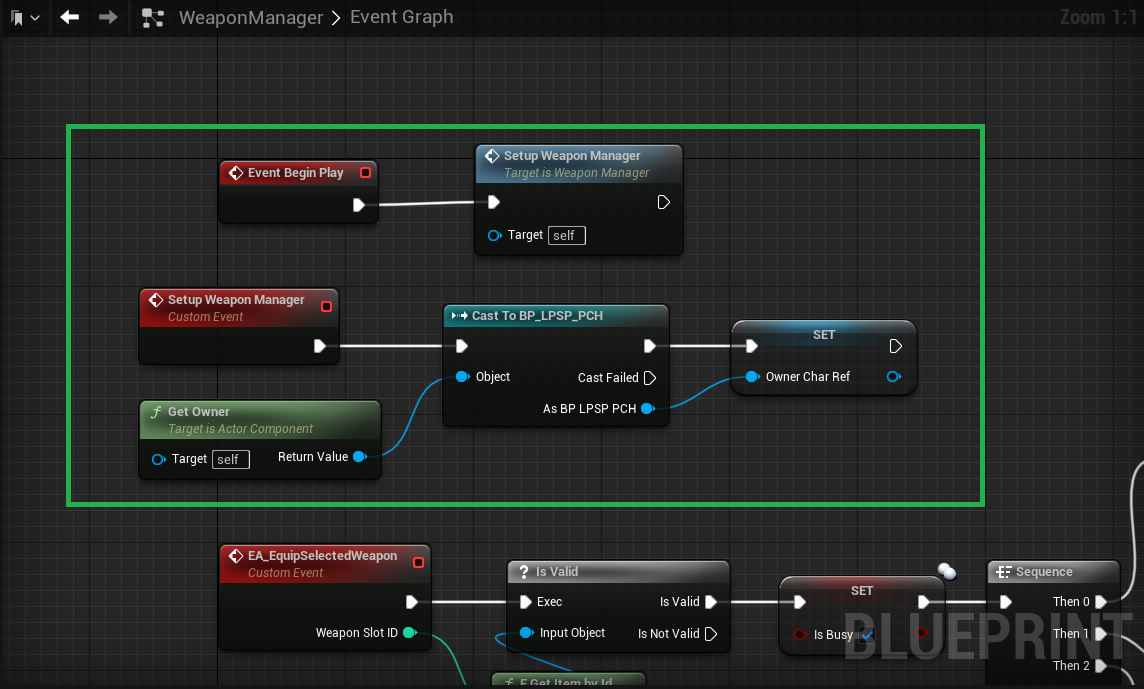 WeaponManager > Event Graph
Zoom 1:1
Event Begin Play
Setup Weapon Manager
Target is Weapon Manager
Target self
Setup Weapon Manager
Custom Event
Cast To BP_LPSP_PCH
Object
Cast Failed
As BP LPSP PCH
SET
Owner Char Ref
Get Owner
Target is Actor Component
Target self
Return Value
EA_EquipSelectedWeapon
Custom Event
Weapon Slot ID
Is Valid
Exec
Is Valid
Input Object
Is Not Valid
SET
Is Busy
Sequence
Then 0
Then 1
Then 2
F Get Item by Id
BLUEPRINT